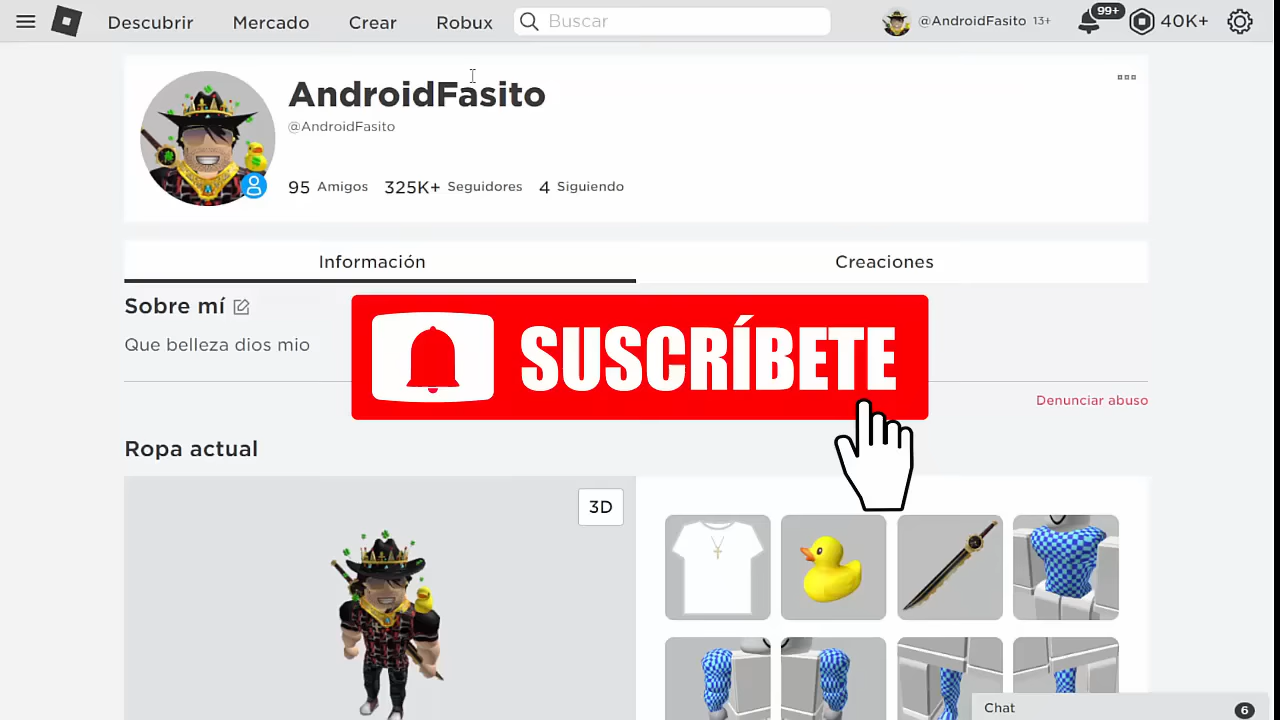 Descubrir Mercado Crear Robux Buscar @AndroidFasito 13+ 99+ 40K+
AndroidFasito
@AndroidFasito
95 Amigos 325K+ Seguidores 4 Siguiendo
Información Creaciones
Sobre mí
Que belleza dios mio
SUSCRÍBETE
Denunciar abuso
Ropa actual
3D
Chat 6